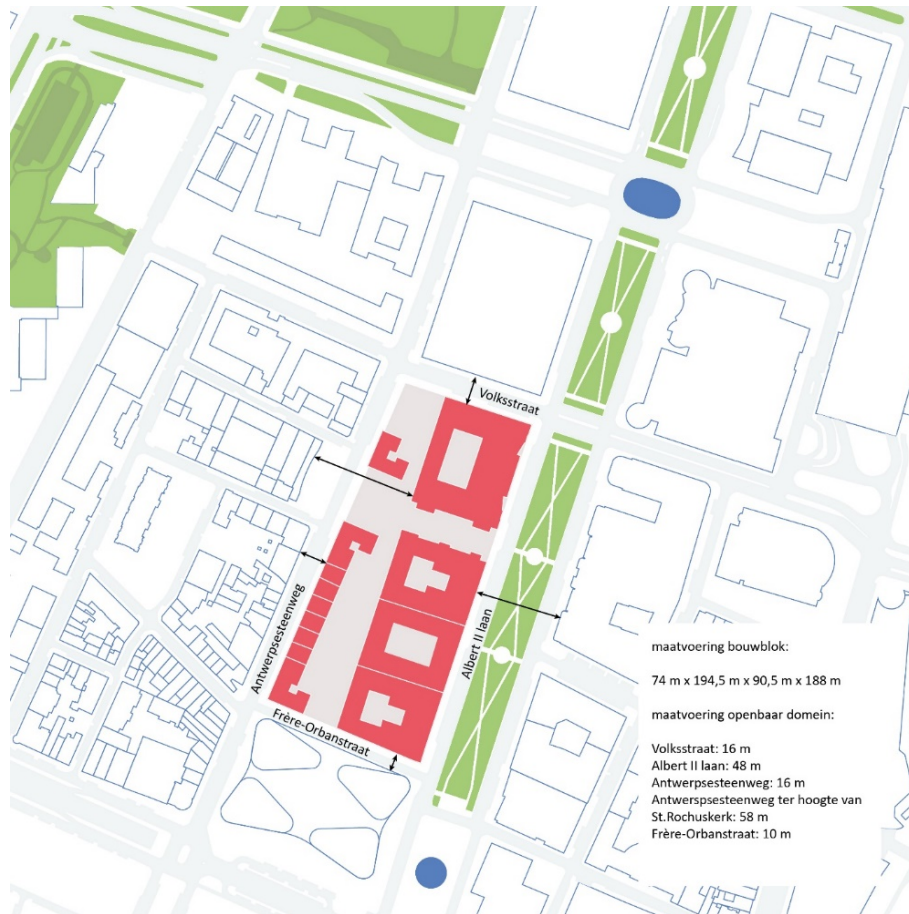 Volksstraat
Antwerpsesteenweg
Albert II laan
Frère-Orbanstraat
maatvoering bouwblok:
74 m x 194,5 m x 90,5 m x 188 m
maatvoering openbaar domein:
Volksstraat: 16 m
Albert II laan: 48 m
Antwerpsesteenweg: 16 m
Antwerspsesteenweg ter hoogte van
St.Rochuskerk: 58 m
Frère-Orbanstraat: 10 m